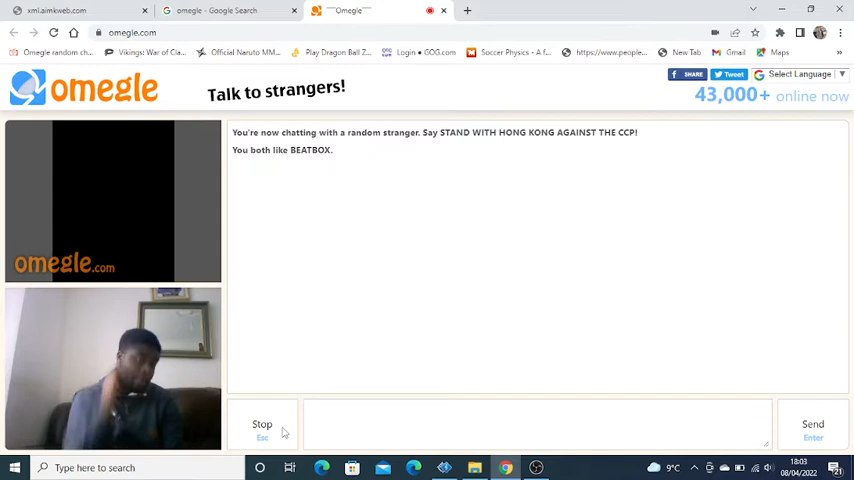 xml.aimkweb.com
omegle - Google Search
Omegle
omegle.com
Omegle random ch...
Vikings: War of Cla...
Official Naruto MM...
Play Dragon Ball Z...
Login ● GOG.com
Soccer Physics - A f...
https://www.people...
New Tab
Gmail
Maps
omegle
Talk to strangers!
SHARE
Tweet
Select Language
43,000+ online now
You're now chatting with a random stranger. Say STAND WITH HONG KONG AGAINST THE CCP!
You both like BEATBOX.
omegle.com
Stop
Esc
Send
Enter
Type here to search
9°C
18:03
08/04/2022
21